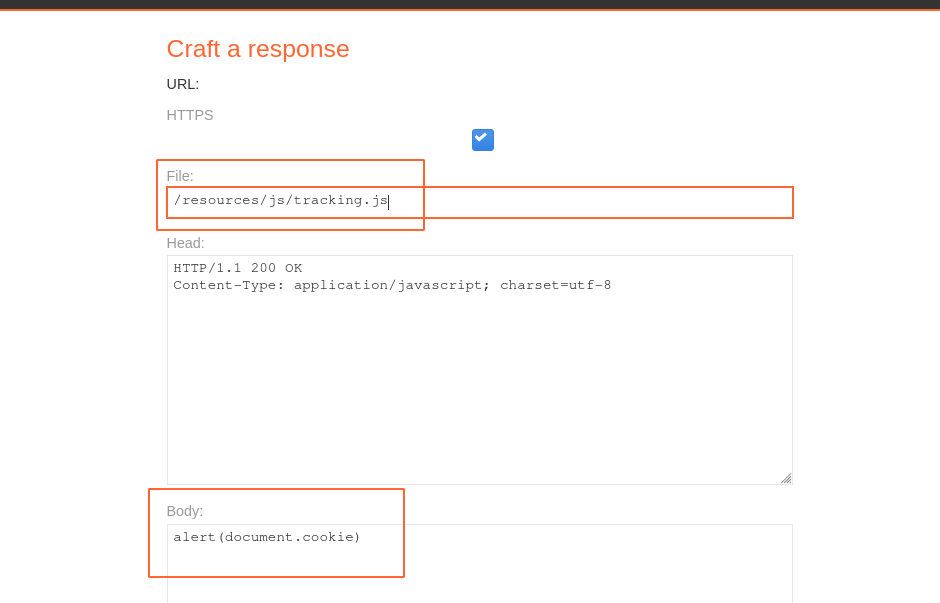 Craft a response
URL:
HTTPS
File:
/resources/js/tracking.js
Head:
HTTP/1.1 200 OK
Content-Type: application/javascript; charset=utf-8
Body:
alert(document.cookie)